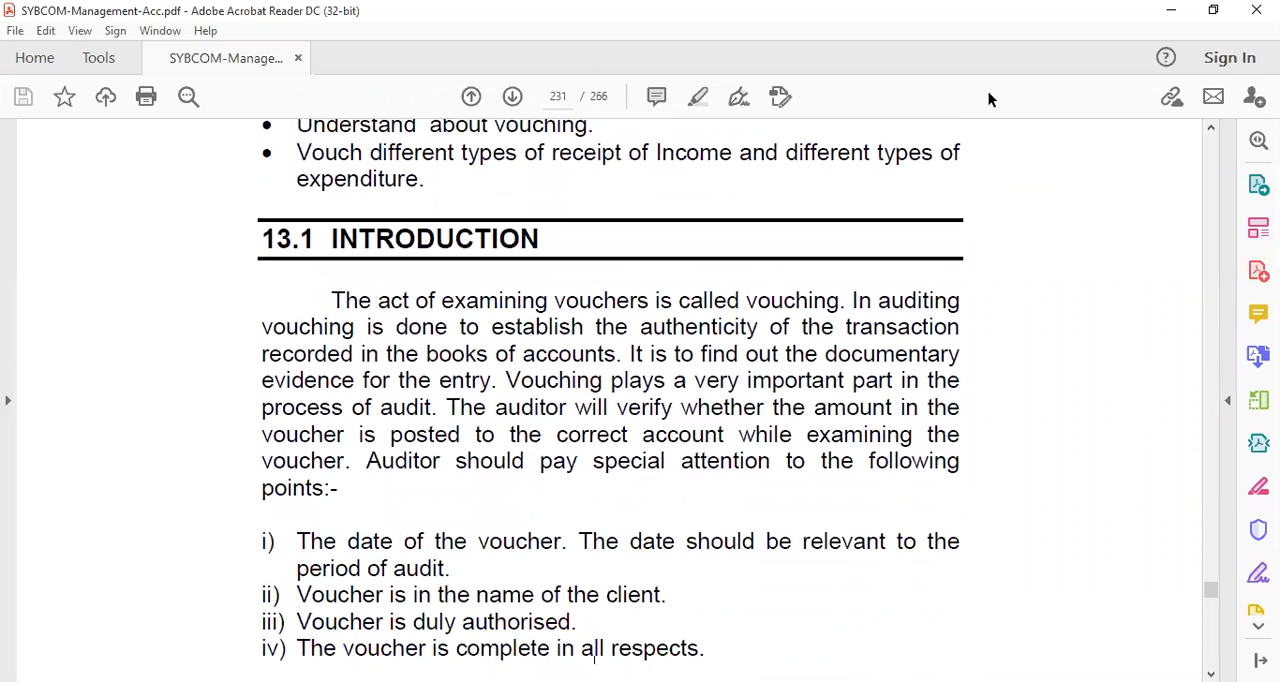 SYBCOM-Management-Acc.pdf - Adobe Acrobat Reader DC (32-bit)
File Edit View Sign Window Help
Home Tools SYBCOM-Manage... ×
? Sign In
231 / 266
• Understand about vouching.
• Vouch different types of receipt of Income and different types of
expenditure.
13.1 INTRODUCTION
The act of examining vouchers is called vouching. In auditing
vouching is done to establish the authenticity of the transaction
recorded in the books of accounts. It is to find out the documentary
evidence for the entry. Vouching plays a very important part in the
process of audit. The auditor will verify whether the amount in the
voucher is posted to the correct account while examining the
voucher. Auditor should pay special attention to the following
points:-
i) The date of the voucher. The date should be relevant to the
period of audit.
ii) Voucher is in the name of the client.
iii) Voucher is duly authorised.
iv) The voucher is complete in all respects.